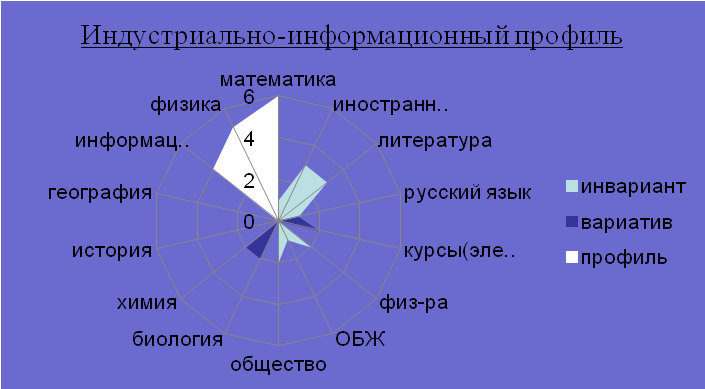 Индустриально-информационный профиль
математика
иностранн..
литература
русский язык
курсы(эле..
физ-ра
ОБЖ
общество
биология
химия
история
география
информац..
физика
6
4
2
0
инвариант
вариатив
профиль